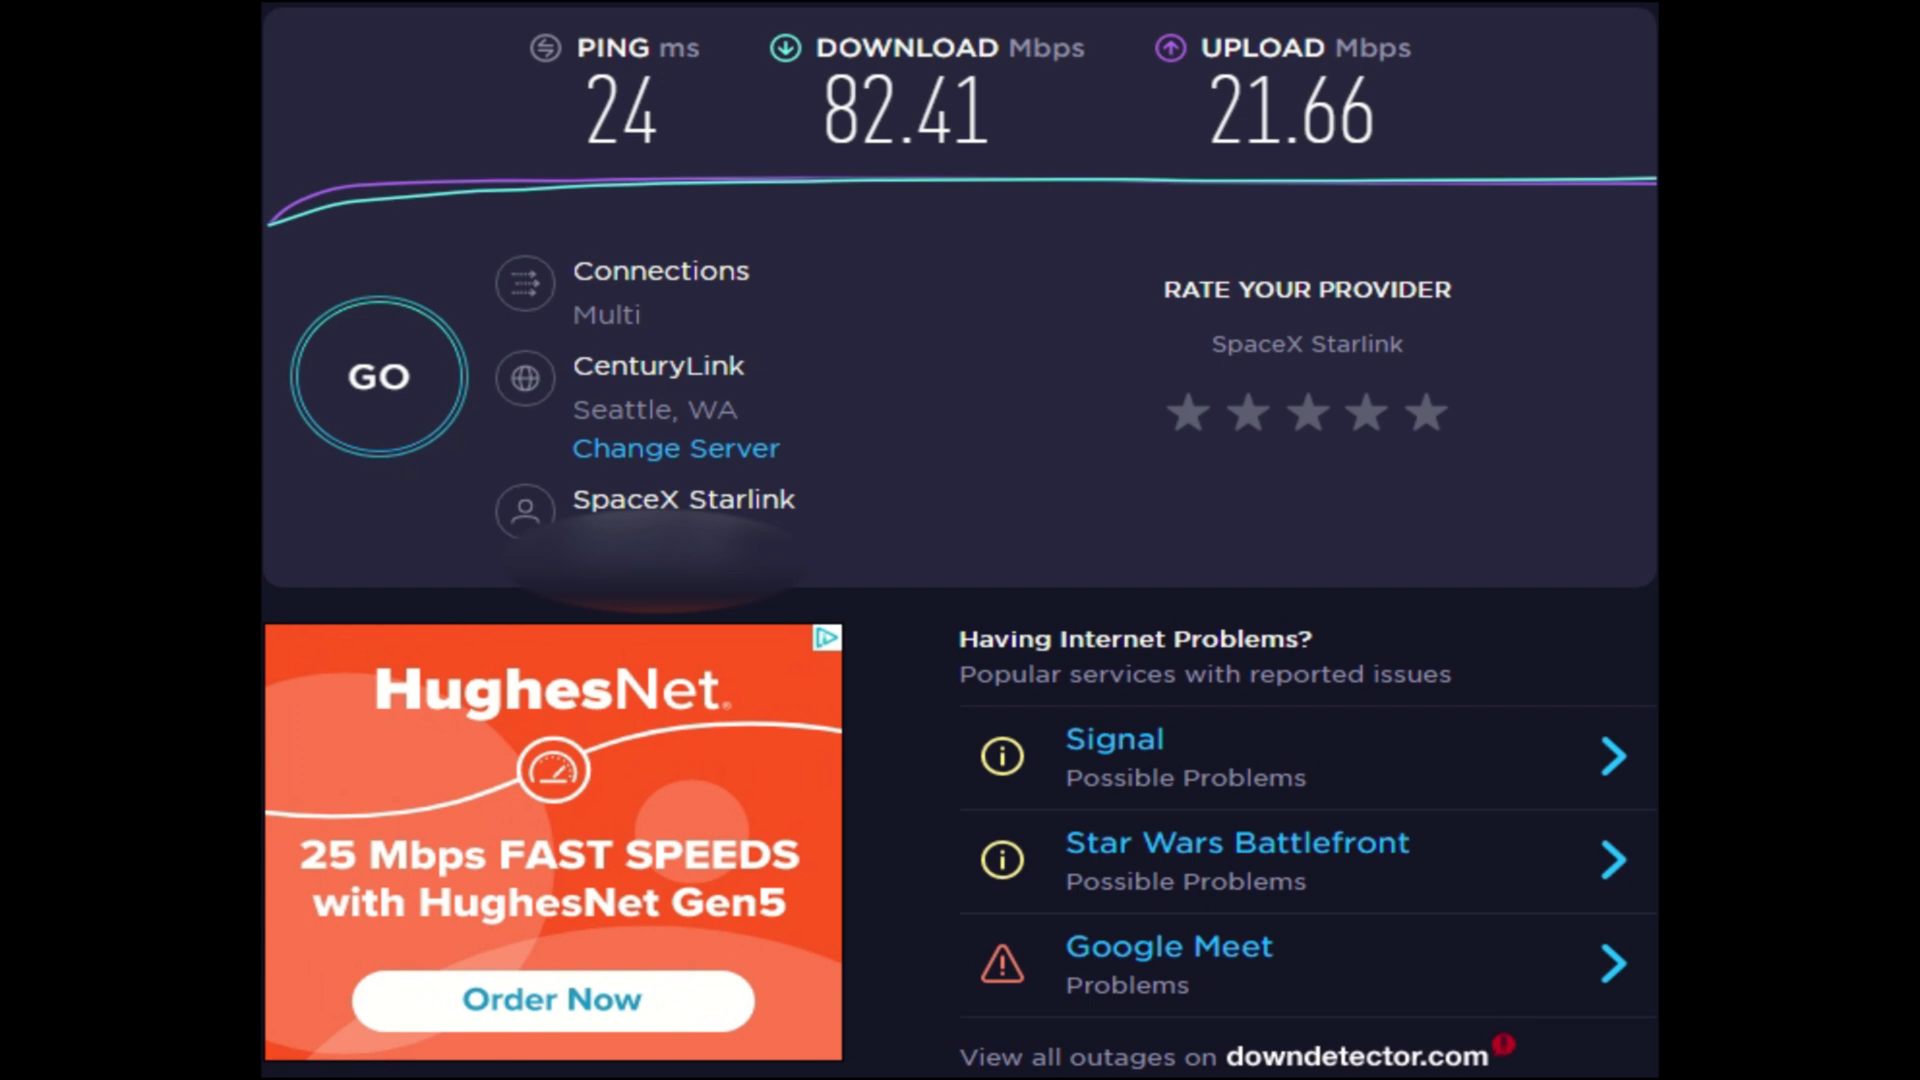 PING ms
24
DOWNLOAD Mbps
82.41
UPLOAD Mbps
21.66
GO
Connections
Multi
CenturyLink
Seattle, WA
Change Server
SpaceX Starlink
RATE YOUR PROVIDER
SpaceX Starlink
HughesNet®
25 Mbps FAST SPEEDS
with HughesNet Gen5
Order Now
Having Internet Problems?
Popular services with reported issues
Signal
Possible Problems
Star Wars Battlefront
Possible Problems
Google Meet
Problems
View all outages on downdetector.com